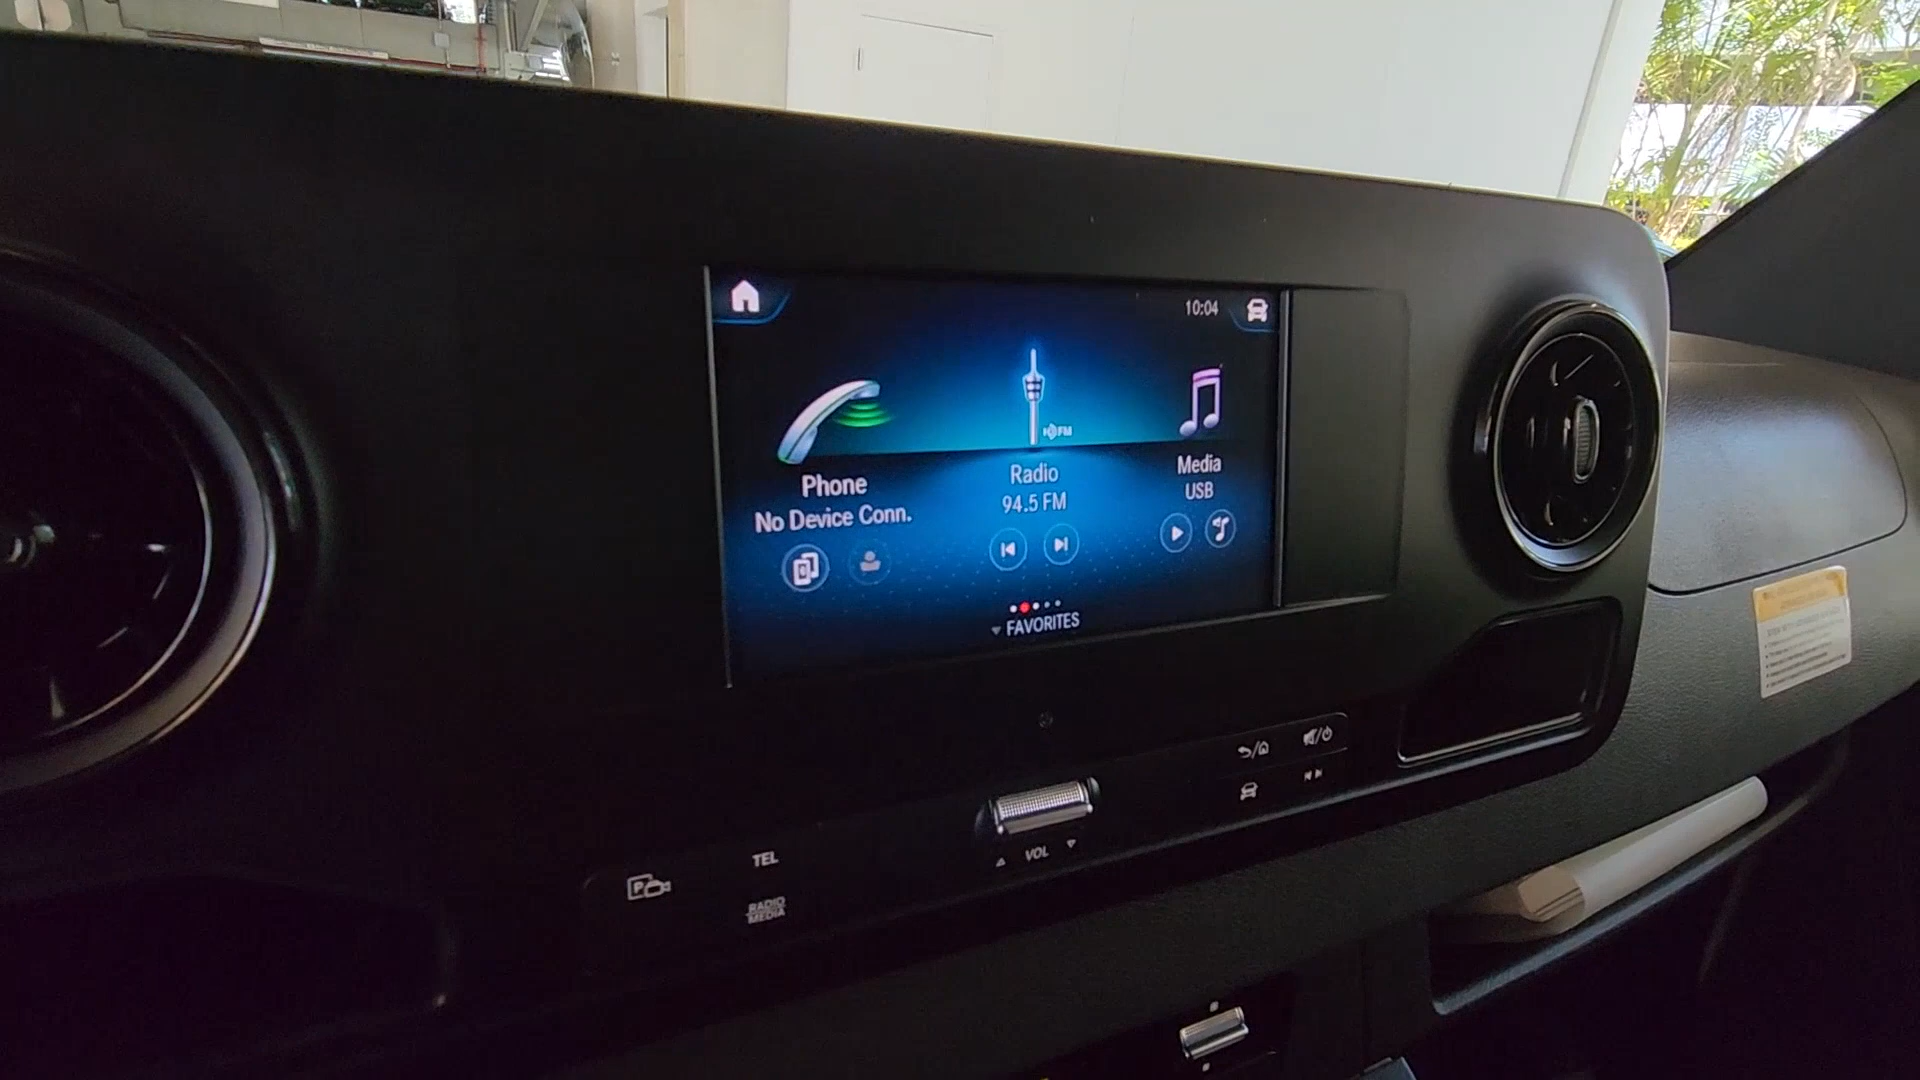 10:04
FM
Phone
No Device Conn.
Radio
94.5 FM
Media
USB
FAVORITES
TEL
RADIO
MEDIA
VOL
P